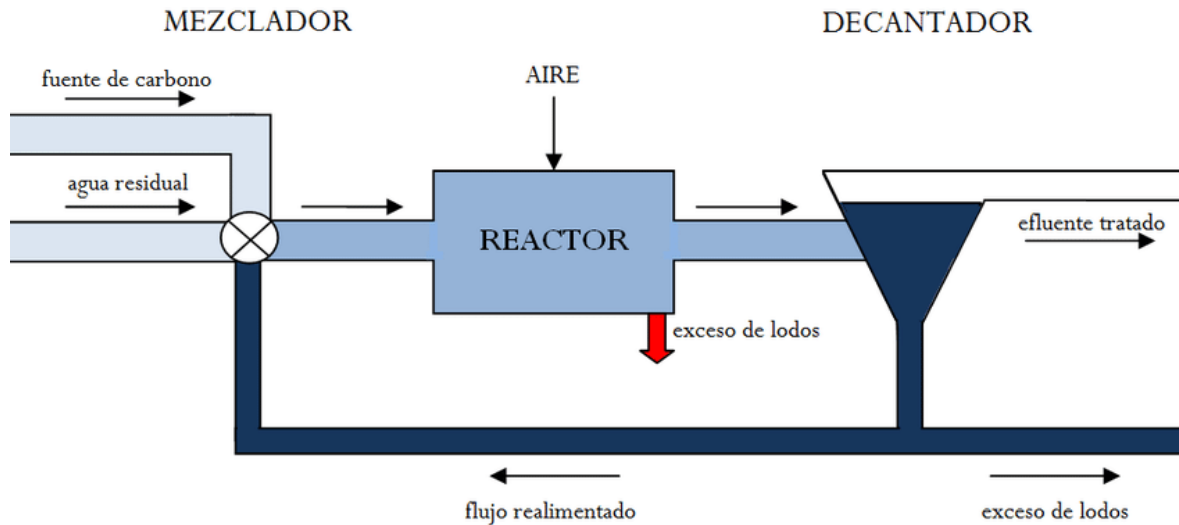 MEZCLADOR
DECANTADOR
fuente de carbono
AIRE
agua residual
REACTOR
efluente tratado
exceso de lodos
flujo realimentado
exceso de lodos